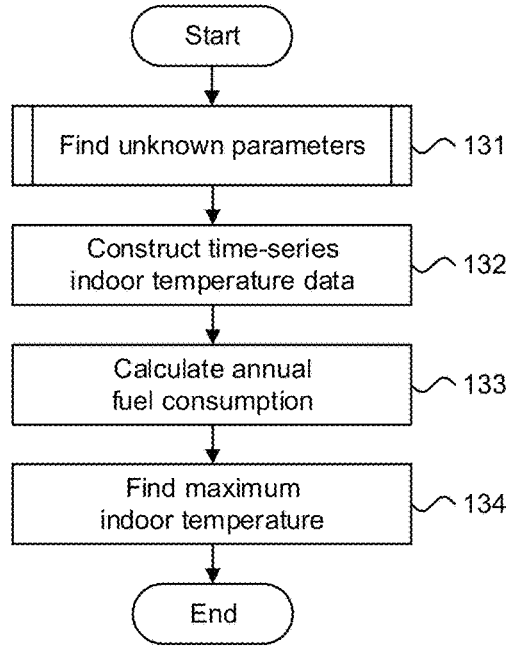 Start
Find unknown parameters
131
Construct time-series
indoor temperature data
132
Calculate annual
fuel consumption
133
Find maximum
indoor temperature
134
End